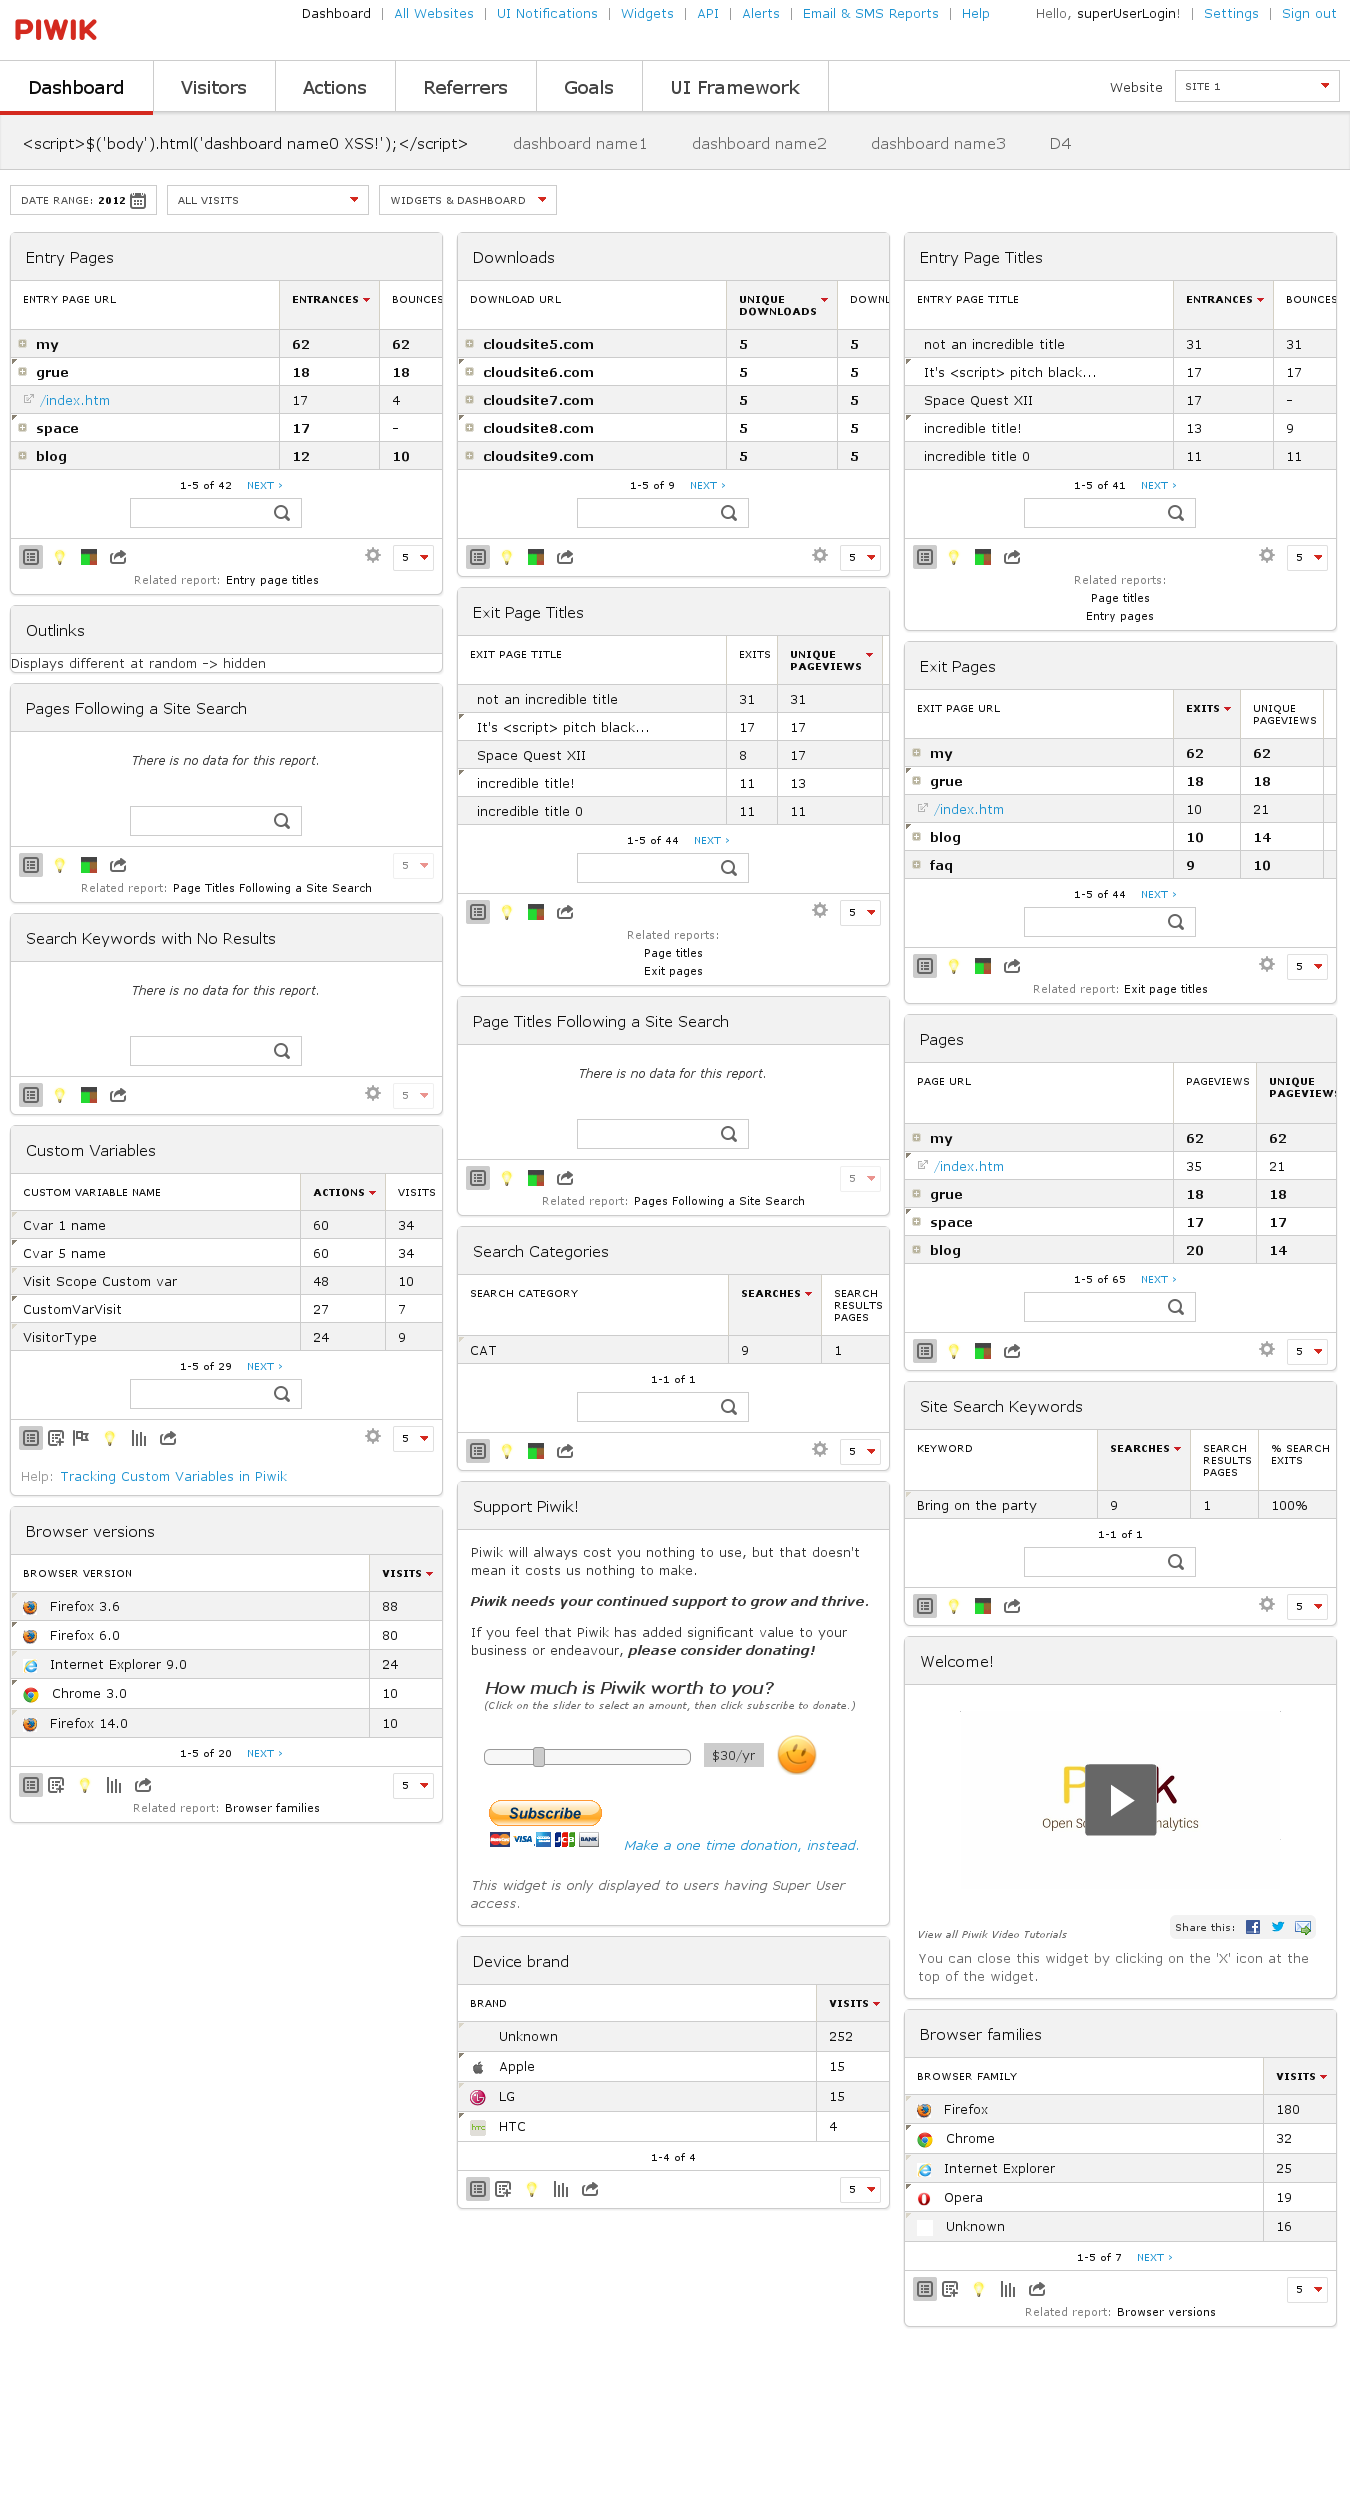 PIWIK
Dashboard | All Websites | UI Notifications | Widgets | API | Alerts | Email & SMS Reports | Help
Hello, superUserLogin! | Settings | Sign out
Dashboard Visitors Actions Referrers Goals UI Framework
Website SITE 1
<script>$('body').html('dashboard name0 XSS!');</script> dashboard name1 dashboard name2 dashboard name3 D4
DATE RANGE: 2012 ALL VISITS WIDGETS & DASHBOARD
Entry Pages
ENTRY PAGE URL ENTRANCES BOUNCES
my 62 62
grue 18 18
/index.htm 17 4
space 17 -
blog 12 10
1-5 of 42 NEXT ›
5
Related report: Entry page titles
Outlinks
Displays different at random -> hidden
Pages Following a Site Search
There is no data for this report.
5
Related report: Page Titles Following a Site Search
Search Keywords with No Results
There is no data for this report.
5
Custom Variables
CUSTOM VARIABLE NAME ACTIONS VISITS
Cvar 1 name 60 34
Cvar 5 name 60 34
Visit Scope Custom var 48 10
CustomVarVisit 27 7
VisitorType 24 9
1-5 of 29 NEXT ›
5
Help: Tracking Custom Variables in Piwik
Browser versions
BROWSER VERSION VISITS
Firefox 3.6 88
Firefox 6.0 80
Internet Explorer 9.0 24
Chrome 3.0 10
Firefox 14.0 10
1-5 of 20 NEXT ›
5
Related report: Browser families
Downloads
DOWNLOAD URL UNIQUE DOWNL
DOWNLOADS
cloudsite5.com 5 5
cloudsite6.com 5 5
cloudsite7.com 5 5
cloudsite8.com 5 5
cloudsite9.com 5 5
1-5 of 9 NEXT ›
5
Exit Page Titles
EXIT PAGE TITLE EXITS UNIQUE
PAGEVIEWS
not an incredible title 31 31
It's <script> pitch black... 17 17
Space Quest XII 8 17
incredible title! 11 13
incredible title 0 11 11
1-5 of 44 NEXT ›
5
Related reports:
Page titles
Exit pages
Page Titles Following a Site Search
There is no data for this report.
5
Related report: Pages Following a Site Search
Search Categories
SEARCH CATEGORY SEARCHES SEARCH
RESULTS
PAGES
CAT 9 1
1-1 of 1
5
Support Piwik!
Piwik will always cost you nothing to use, but that doesn't
mean it costs us nothing to make.
Piwik needs your continued support to grow and thrive.
If you feel that Piwik has added significant value to your
business or endeavour, please consider donating!
How much is Piwik worth to you?
(Click on the slider to select an amount, then click subscribe to donate.)
$30/yr
Subscribe
VISA JCB BANK
Make a one time donation, instead.
This widget is only displayed to users having Super User
access.
Device brand
BRAND VISITS
Unknown 252
Apple 15
LG 15
hTC HTC 4
1-4 of 4
5
Entry Page Titles
ENTRY PAGE TITLE ENTRANCES BOUNCES
not an incredible title 31 31
It's <script> pitch black... 17 17
Space Quest XII 17 -
incredible title! 13 9
incredible title 0 11 11
1-5 of 41 NEXT ›
5
Related reports:
Page titles
Entry pages
Exit Pages
EXIT PAGE URL EXITS UNIQUE
PAGEVIEWS
my 62 62
grue 18 18
/index.htm 10 21
blog 10 14
faq 9 10
1-5 of 44 NEXT ›
5
Related report: Exit page titles
Pages
PAGE URL PAGEVIEWS UNIQUE
PAGEVIEWS
my 62 62
/index.htm 35 21
grue 18 18
space 17 17
blog 20 14
1-5 of 65 NEXT ›
5
Site Search Keywords
KEYWORD SEARCHES SEARCH % SEARCH
RESULTS EXITS
PAGES
Bring on the party 9 1 100%
1-1 of 1
5
Welcome!
P k
Open So nalytics
View all Piwik Video Tutorials
Share this:
You can close this widget by clicking on the 'X' icon at the
top of the widget.
Browser families
BROWSER FAMILY VISITS
Firefox 180
Chrome 32
Internet Explorer 25
Opera 19
Unknown 16
1-5 of 7 NEXT ›
5
Related report: Browser versions